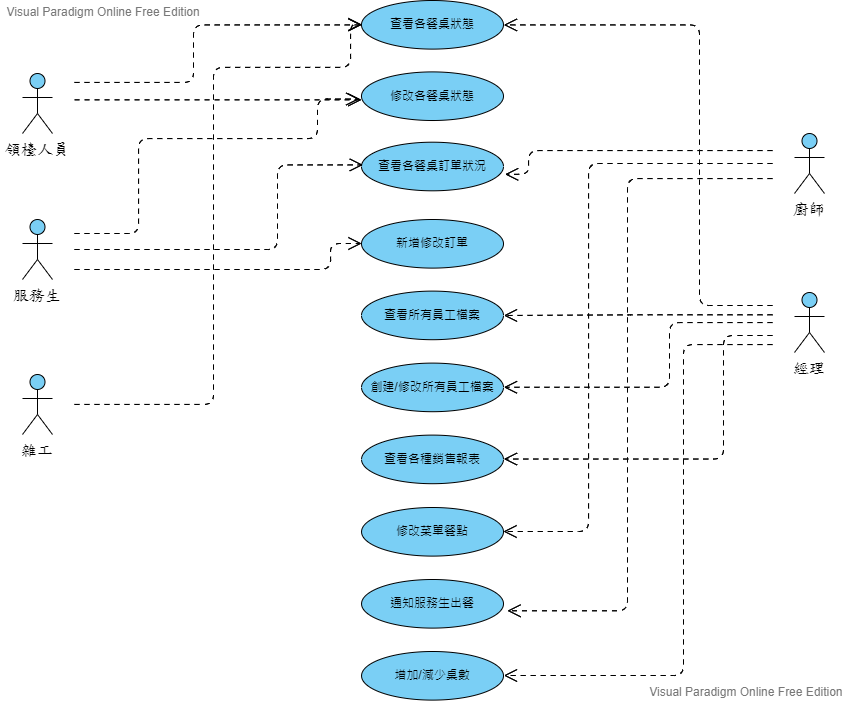 Visual Paradigm Online Free Edition
查看各餐桌狀態
修改各餐桌狀態
領檯人員
查看各餐桌訂單狀況
廚師
新增修改訂單
服務生
查看所有員工檔案
經理
創建/修改所有員工檔案
雜工
查看各種銷售報表
修改菜單餐點
通知服務生出餐
增加/減少桌數
Visual Paradigm Online Free Edition